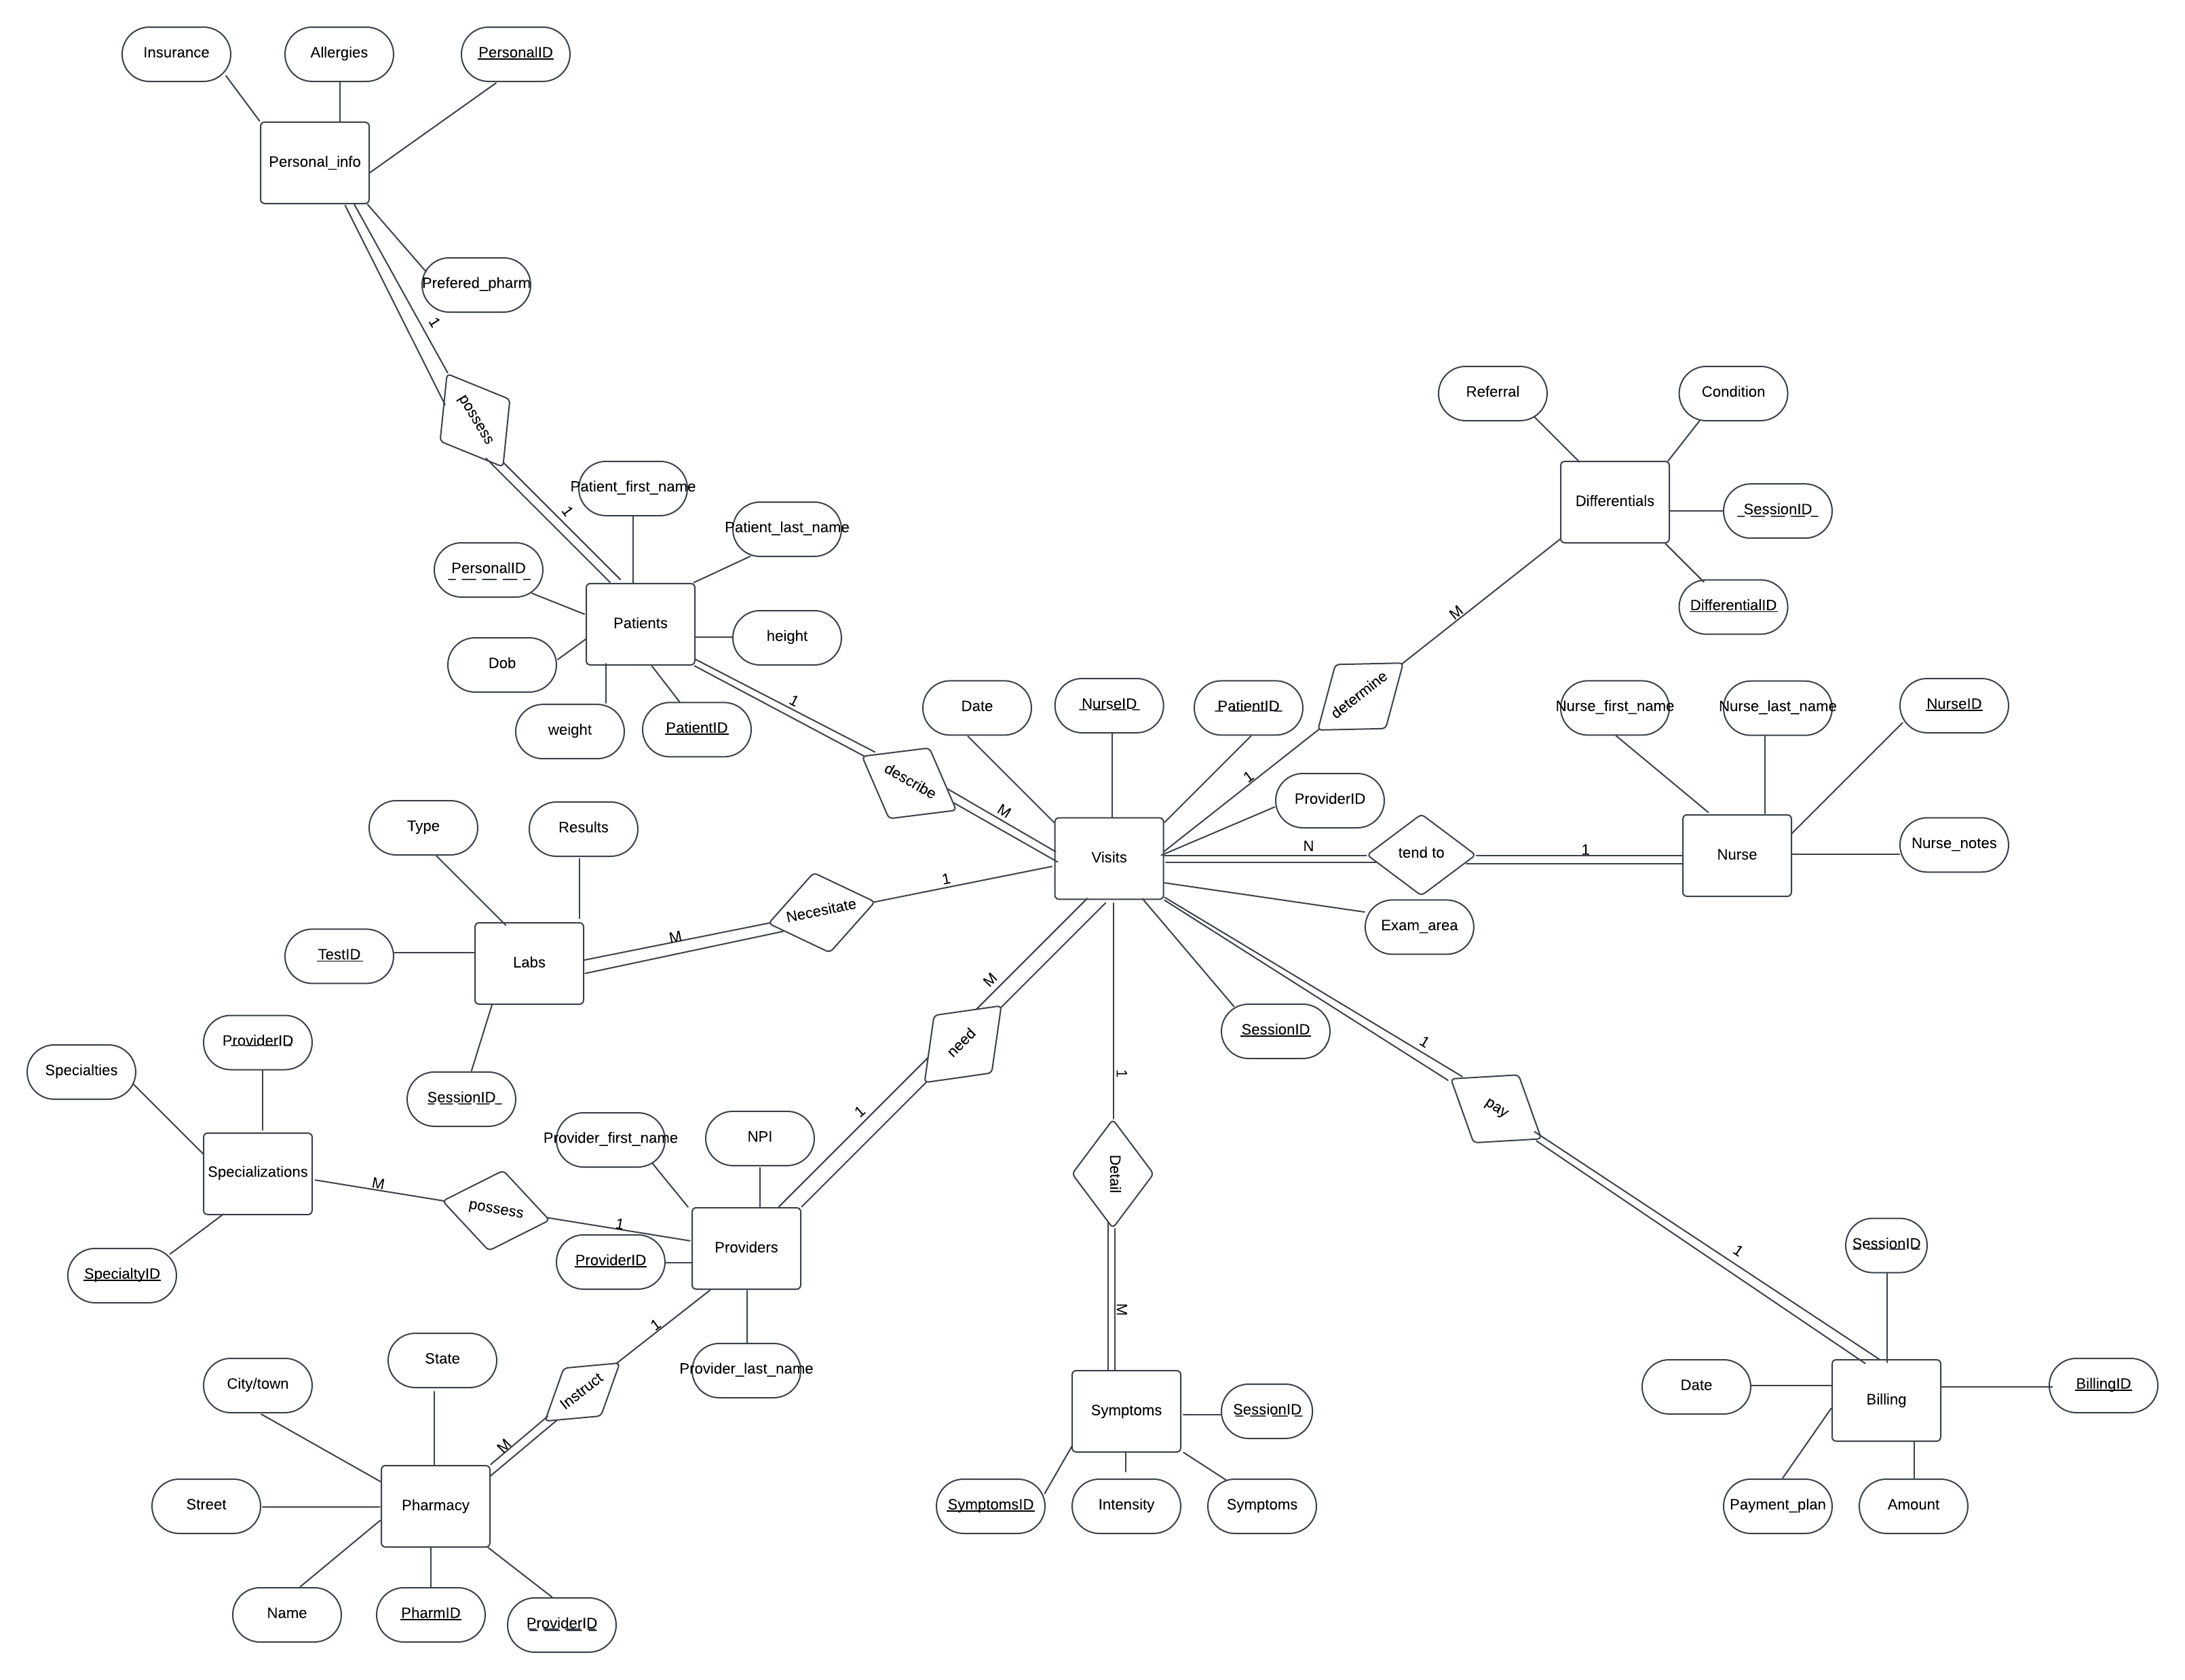 Insurance
Allergies
PersonalID
Personal_info
Prefered_pharm
1
possess
1
Patient_first_name
Patient_last_name
PersonalID
Patients
height
Dob
weight
PatientID
1
describe
M
Referral
Condition
Differentials
SessionID
DifferentialID
M
determine
1
Date
NurseID
PatientID
ProviderID
Visits
N
tend to
1
Nurse_first_name
Nurse_last_name
NurseID
Nurse
Nurse_notes
Exam_area
SessionID
Type
Results
Necesitate
1
M
Labs
TestID
SessionID
M
need
1
Specialties
ProviderID
Specializations
SpecialtyID
M
possess
1
Provider_first_name
NPI
Providers
ProviderID
Provider_last_name
1
Instruct
M
City/town
State
Street
Pharmacy
Name
PharmID
ProviderID
1
Detail
M
Symptoms
SessionID
SymptomsID
Intensity
Symptoms
1
pay
1
SessionID
Date
Billing
BillingID
Payment_plan
Amount